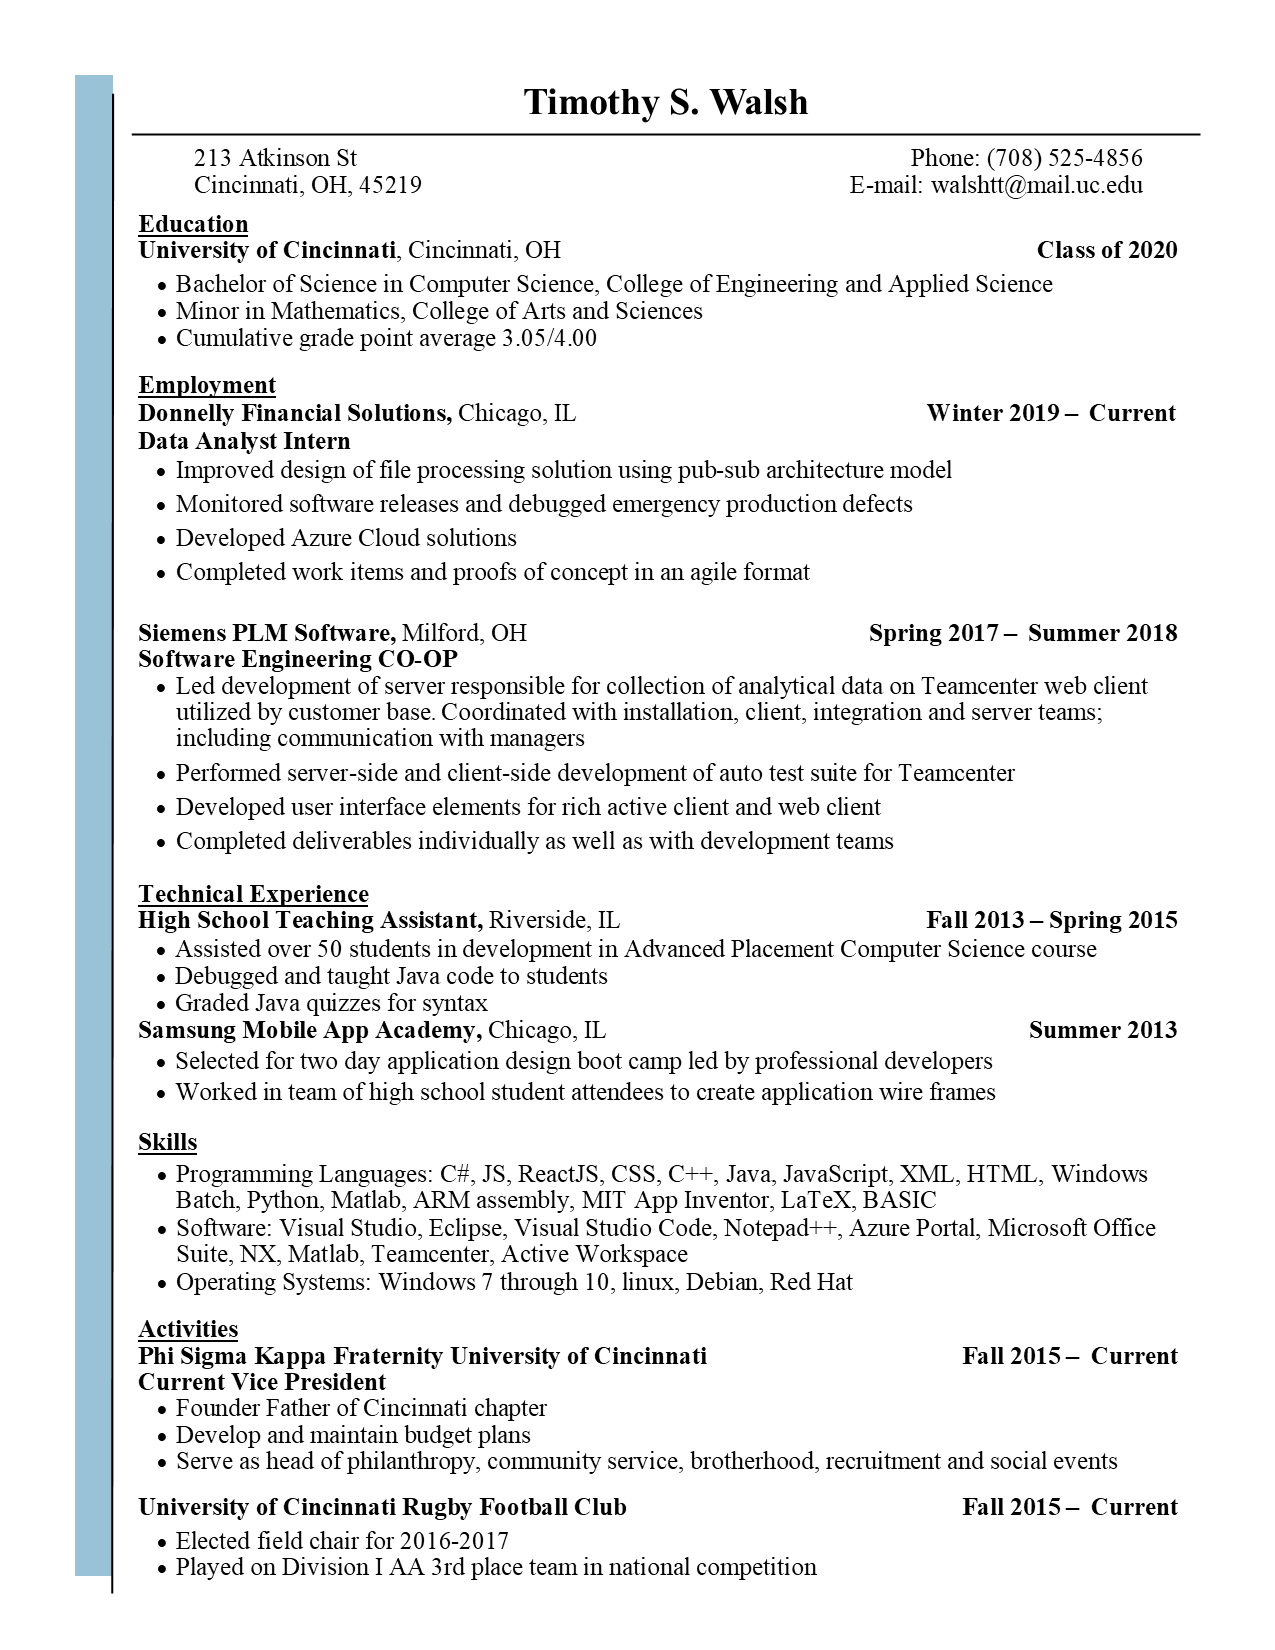 Timothy S. Walsh
213 Atkinson St
Phone: (708) 525-4856
Cincinnati, OH, 45219
E-mail: walshtt@mail.uc.edu
Education
University of Cincinnati, Cincinnati, OH Class of 2020
• Bachelor of Science in Computer Science, College of Engineering and Applied Science
• Minor in Mathematics, College of Arts and Sciences
• Cumulative grade point average 3.05/4.00
Employment
Donnelly Financial Solutions, Chicago, IL Winter 2019 – Current
Data Analyst Intern
• Improved design of file processing solution using pub-sub architecture model
• Monitored software releases and debugged emergency production defects
• Developed Azure Cloud solutions
• Completed work items and proofs of concept in an agile format
Siemens PLM Software, Milford, OH Spring 2017 – Summer 2018
Software Engineering CO-OP
• Led development of server responsible for collection of analytical data on Teamcenter web client
utilized by customer base. Coordinated with installation, client, integration and server teams;
including communication with managers
• Performed server-side and client-side development of auto test suite for Teamcenter
• Developed user interface elements for rich active client and web client
• Completed deliverables individually as well as with development teams
Technical Experience
High School Teaching Assistant, Riverside, IL Fall 2013 – Spring 2015
• Assisted over 50 students in development in Advanced Placement Computer Science course
• Debugged and taught Java code to students
• Graded Java quizzes for syntax
Samsung Mobile App Academy, Chicago, IL Summer 2013
• Selected for two day application design boot camp led by professional developers
• Worked in team of high school student attendees to create application wire frames
Skills
• Programming Languages: C#, JS, ReactJS, CSS, C++, Java, JavaScript, XML, HTML, Windows
Batch, Python, Matlab, ARM assembly, MIT App Inventor, LaTeX, BASIC
• Software: Visual Studio, Eclipse, Visual Studio Code, Notepad++, Azure Portal, Microsoft Office
Suite, NX, Matlab, Teamcenter, Active Workspace
• Operating Systems: Windows 7 through 10, linux, Debian, Red Hat
Activities
Phi Sigma Kappa Fraternity University of Cincinnati Fall 2015 – Current
Current Vice President
• Founder Father of Cincinnati chapter
• Develop and maintain budget plans
• Serve as head of philanthropy, community service, brotherhood, recruitment and social events
University of Cincinnati Rugby Football Club Fall 2015 – Current
• Elected field chair for 2016-2017
• Played on Division I AA 3rd place team in national competition